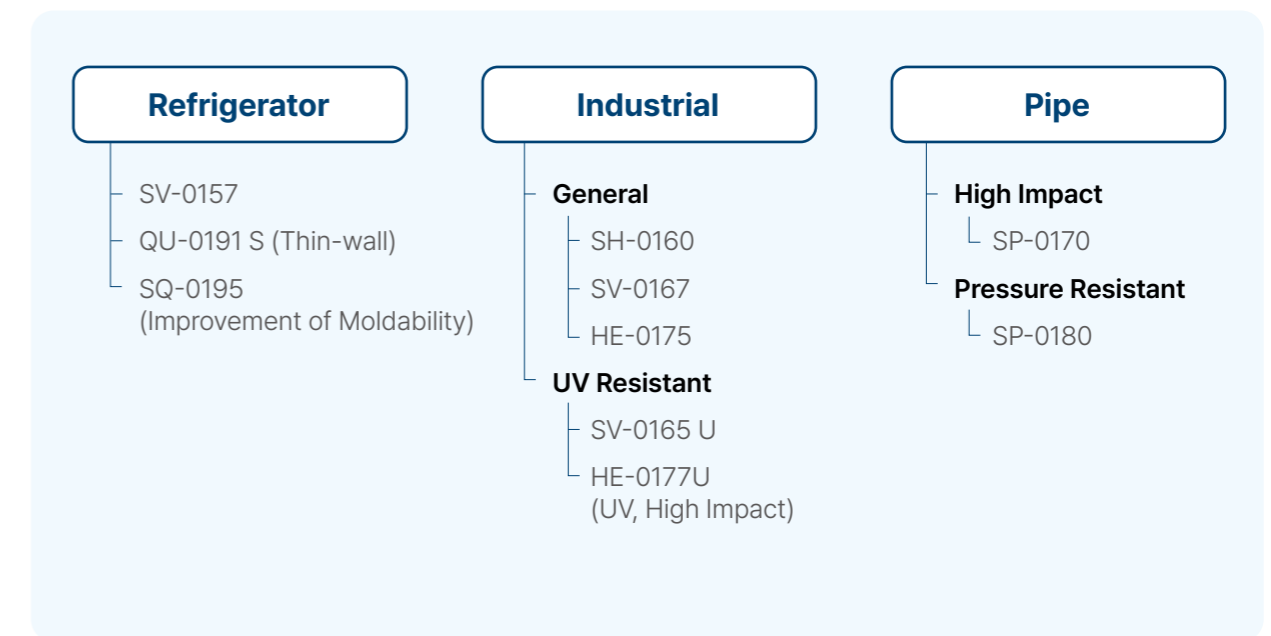 Refrigerator
SV-0157
QU-0191 S (Thin-wall)
SQ-0195
(Improvement of Moldability)
Industrial
General
SH-0160
SV-0167
HE-0175
UV Resistant
SV-0165 U
HE-0177U
(UV, High Impact)
Pipe
High Impact
SP-0170
Pressure Resistant
SP-0180